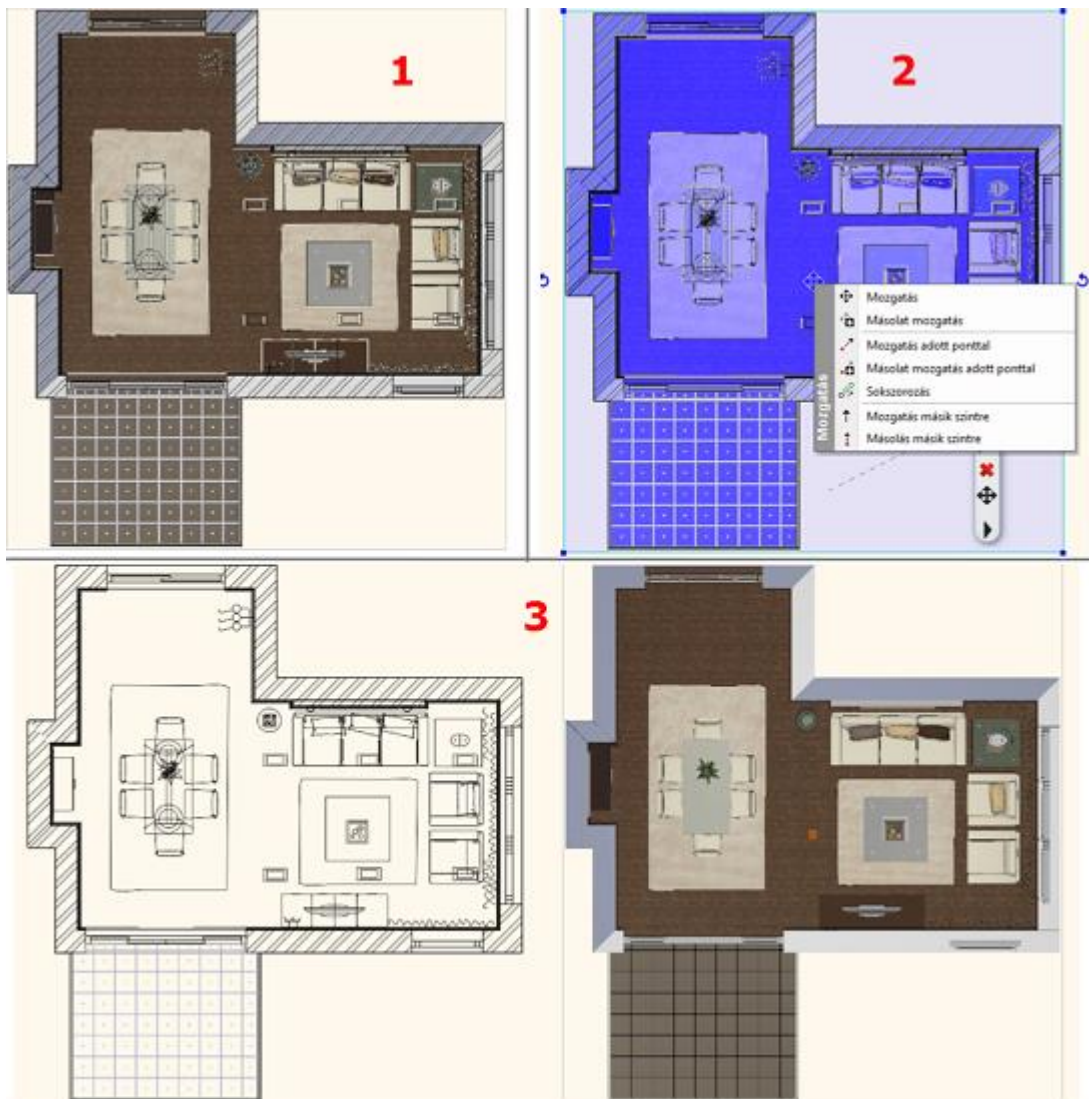 1
2
Mozgatás
Mozgatás
Másolat mozgatás
Mozgatás adott ponttal
Másolat mozgatás adott ponttal
Sokszorozás
Mozgatás másik szintre
Másolás másik szintre
3